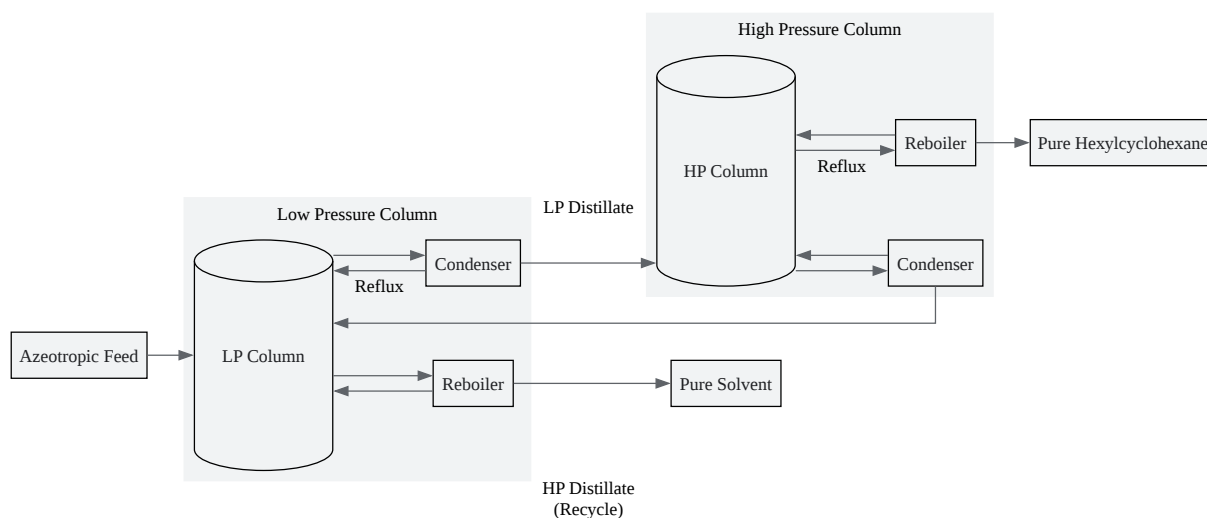 High Pressure Column
HP Column
Reboiler
Reflux
Pure Hexylcyclohexane
Condenser
LP Distillate
Low Pressure Column
Condenser
Reflux
Azeotropic Feed
LP Column
Reboiler
Pure Solvent
HP Distillate
(Recycle)